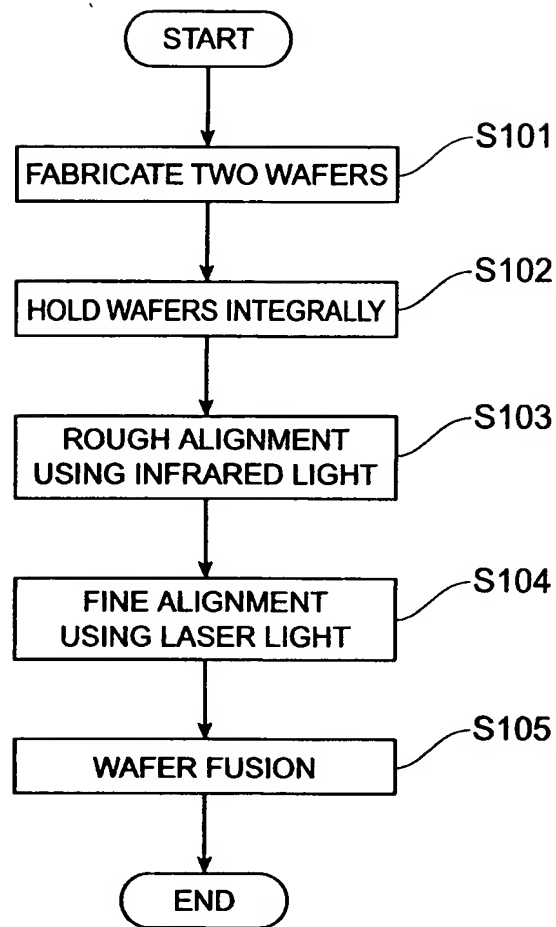 START
S101
FABRICATE TWO WAFERS
S102
HOLD WAFERS INTEGRALLY
S103
ROUGH ALIGNMENT
USING INFRARED LIGHT
S104
FINE ALIGNMENT
USING LASER LIGHT
S105
WAFER FUSION
END